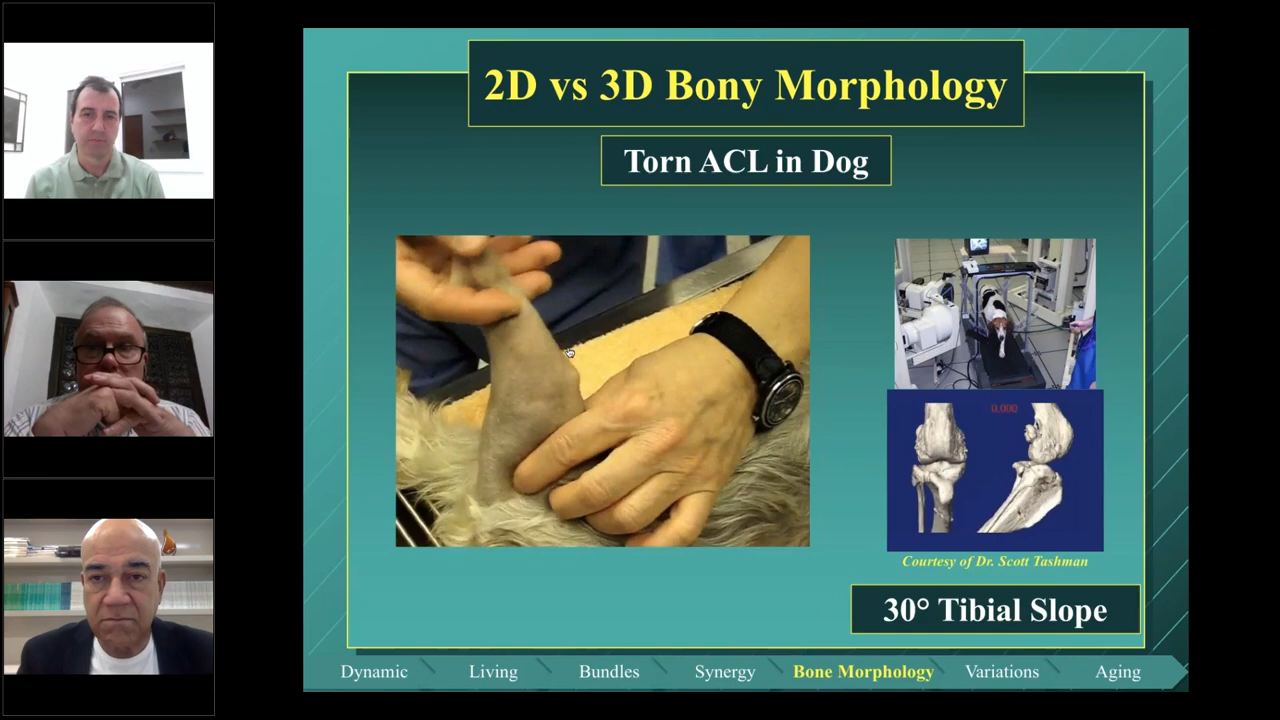 2D vs 3D Bony Morphology
Torn ACL in Dog
0.000
Courtesy of Dr. Scott Tashman
30° Tibial Slope
Dynamic Living Bundles Synergy Bone Morphology Variations Aging